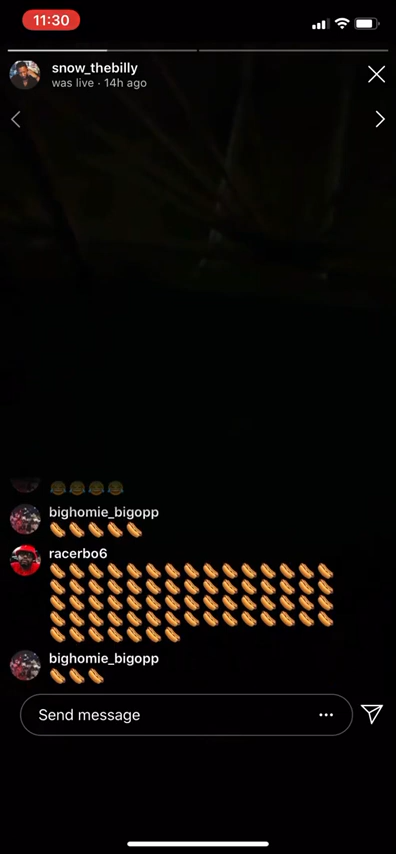 11:30
snow_thebilly
was live · 14h ago
😂😂😂😂
bighomie_bigopp
🌭🌭🌭🌭🌭
racerbo6
🌭🌭🌭🌭🌭🌭🌭🌭🌭🌭🌭🌭🌭🌭🌭
🌭🌭🌭🌭🌭🌭🌭🌭🌭🌭🌭🌭🌭🌭🌭
🌭🌭🌭🌭🌭🌭🌭🌭🌭🌭🌭🌭🌭🌭🌭
🌭🌭🌭🌭🌭🌭🌭🌭🌭🌭🌭🌭🌭🌭🌭
🌭🌭🌭🌭🌭🌭🌭
bighomie_bigopp
🌭🌭🌭
Send message